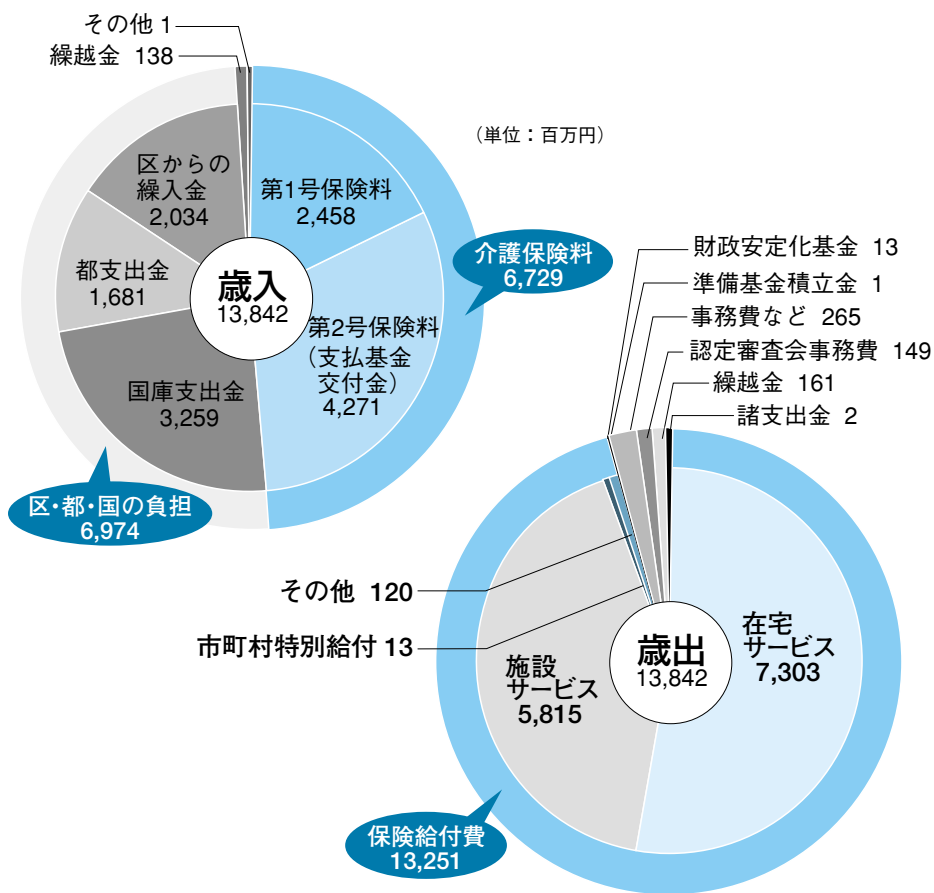 その他 1
繰越金 138
(単位：百万円)
区からの
繰入金
2,034
第1号保険料
2,458
都支出金
1,681
歳入
13,842
介護保険料
6,729
第2号保険料
(支払基金
交付金)
4,271
国庫支出金
3,259
区・都・国の負担
6,974
財政安定化基金 13
準備基金積立金 1
事務費など 265
認定審査会事務費 149
繰越金 161
諸支出金 2
その他 120
市町村特別給付 13
歳出
13,842
在宅
サービス
7,303
施設
サービス
5,815
保険給付費
13,251